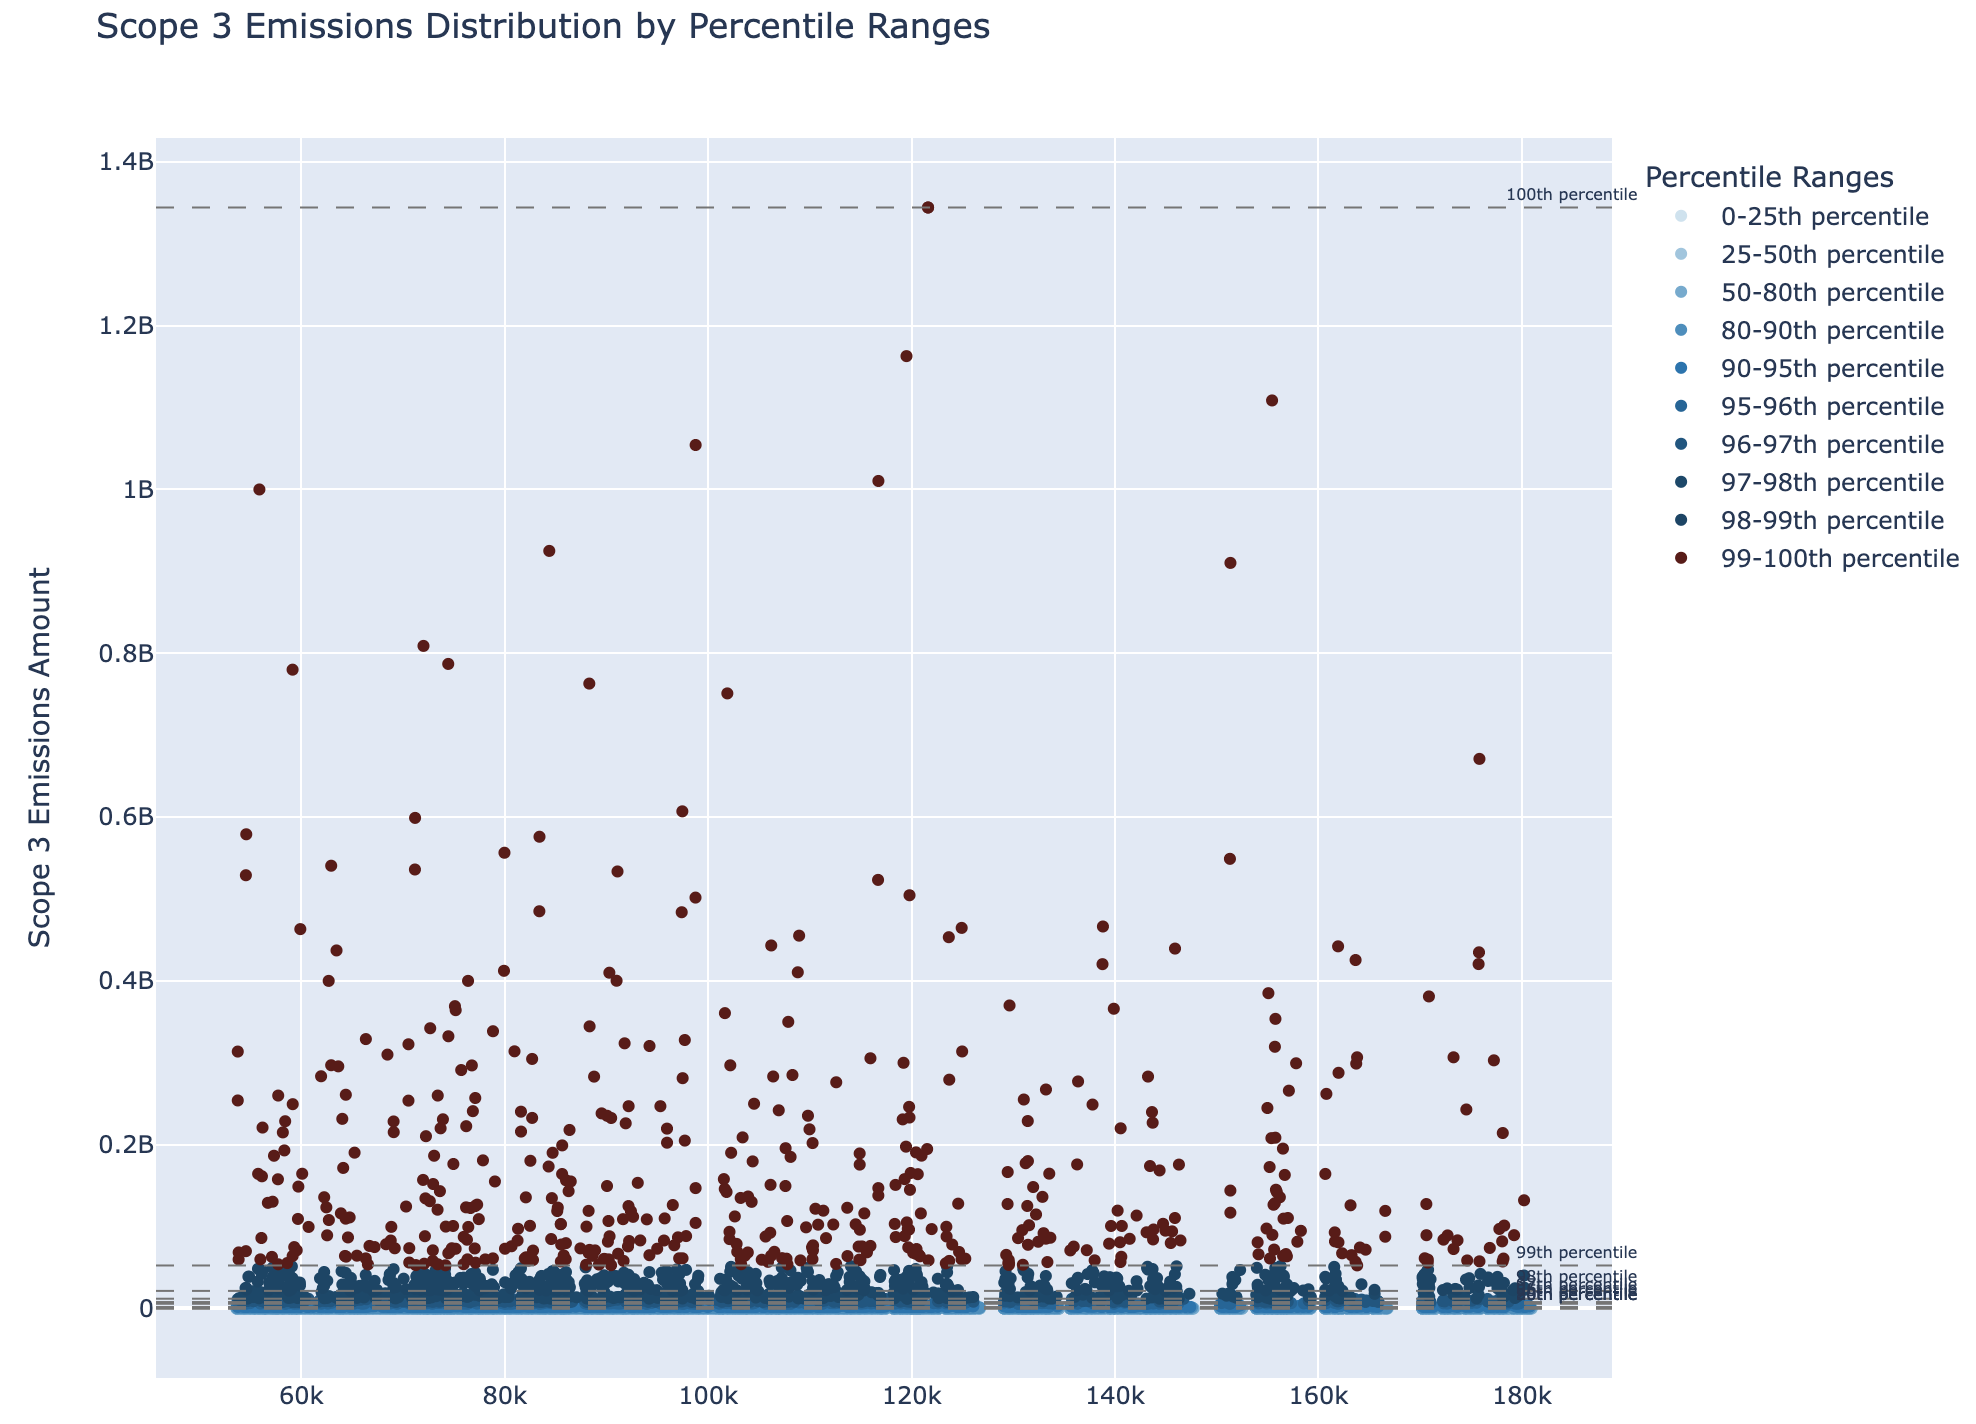 Scope 3 Emissions Distribution by Percentile Ranges
Scope 3 Emissions Amount
1.4B
1.2B
1B
0.8B
0.6B
0.4B
0.2B
0
60k
80k
100k
120k
140k
160k
180k
100th percentile
99th percentile
98th percentile
Percentile Ranges
0-25th percentile
25-50th percentile
50-80th percentile
80-90th percentile
90-95th percentile
95-96th percentile
96-97th percentile
97-98th percentile
98-99th percentile
99-100th percentile